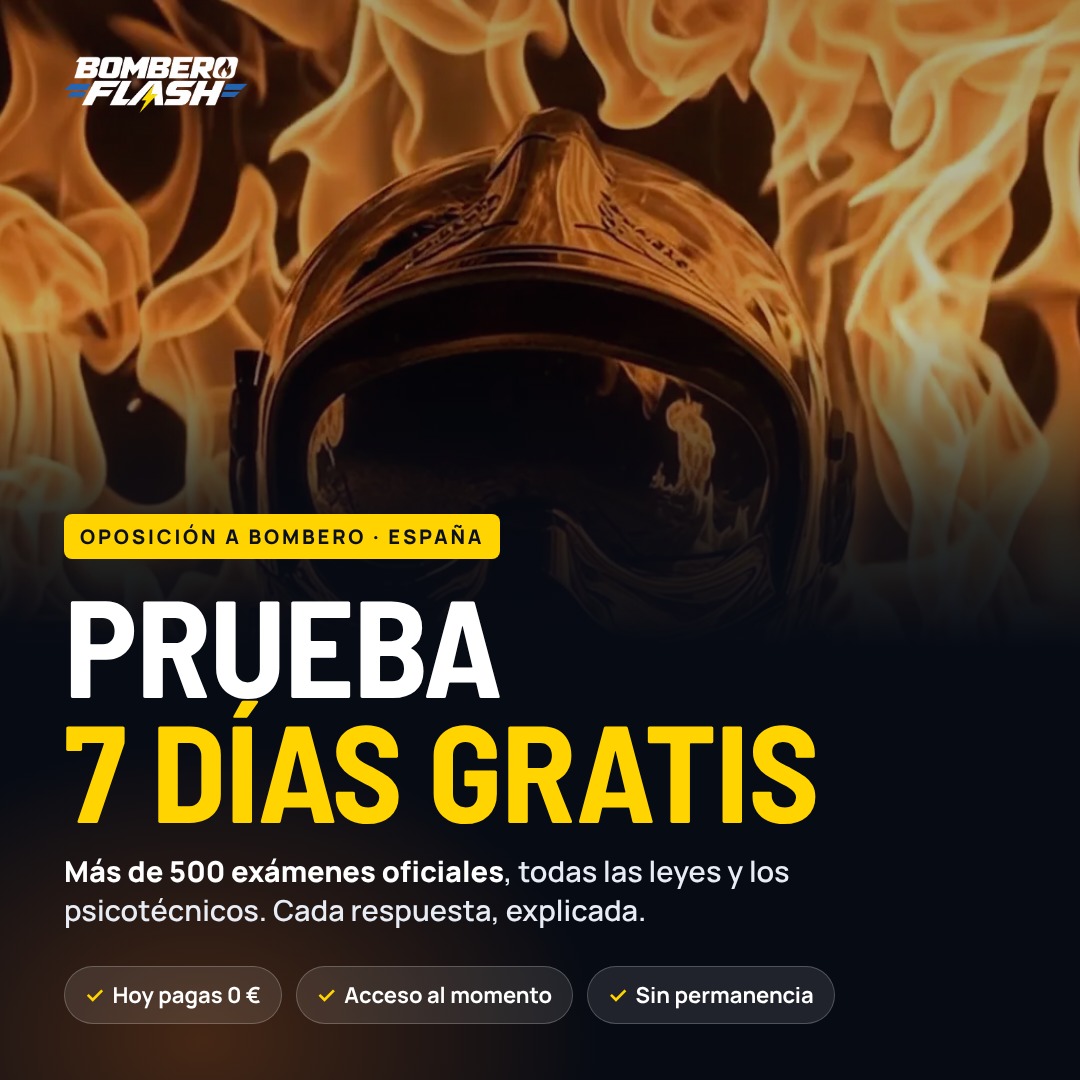 BOMBERO
FLASH
OPOSICIÓN A BOMBERO · ESPAÑA
PRUEBA
7 DÍAS GRATIS
Más de 500 exámenes oficiales, todas las leyes y los
psicotécnicos. Cada respuesta, explicada.
✓ Hoy pagas 0 €
✓ Acceso al momento
✓ Sin permanencia